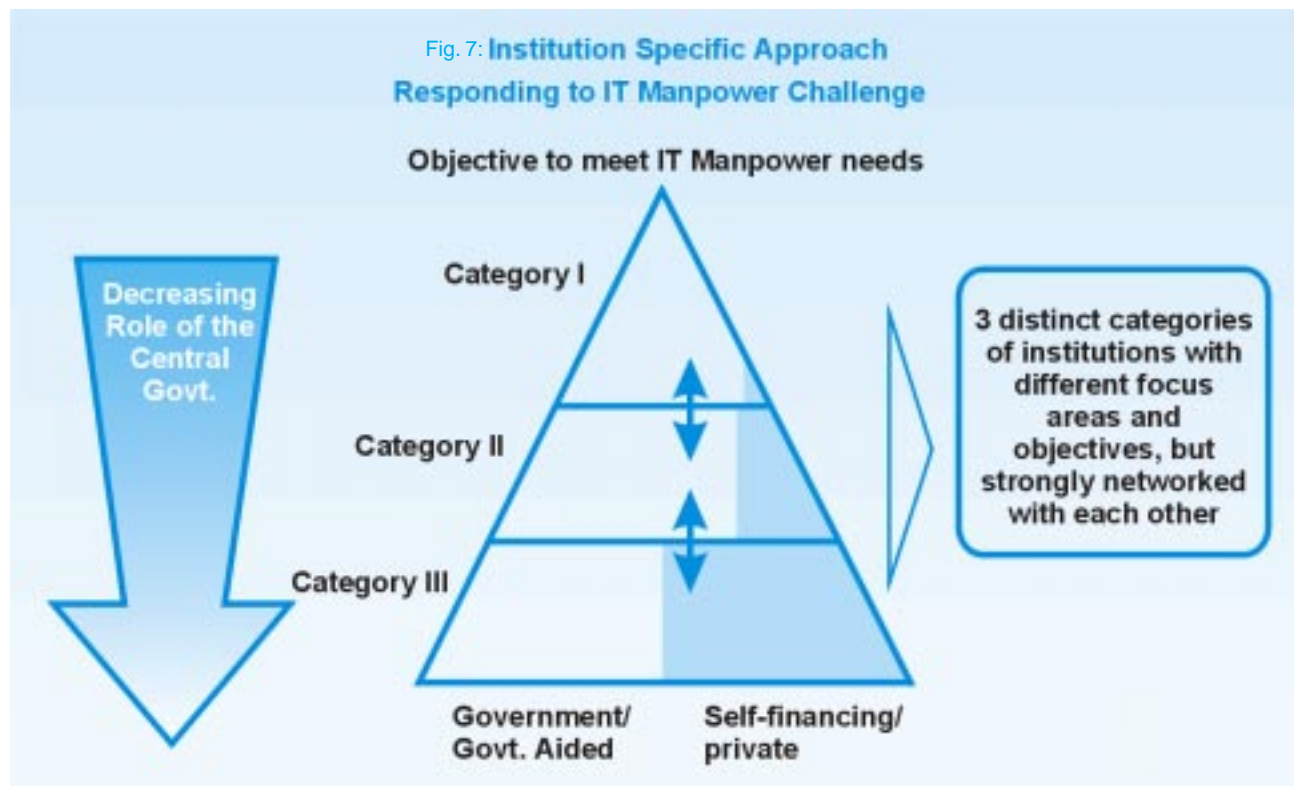 Fig. 7: Institution Specific Approach
Responding to IT Manpower Challenge
Objective to meet IT Manpower needs
Category I
Decreasing
Role of the
Central
Govt.
3 distinct categories
of institutions with
different focus
areas and
objectives, but
strongly networked
with each other
Category II
Category III
Government/
Govt. Aided
Self-financing/
private